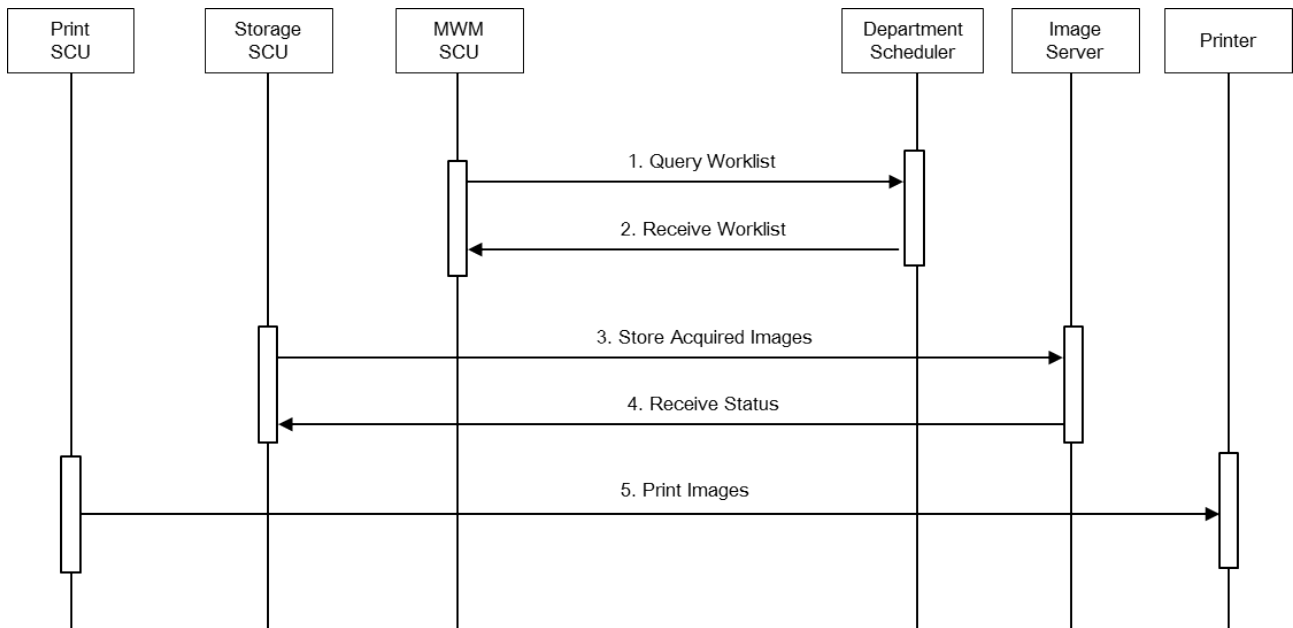 Print
SCU
Storage
SCU
MWM
SCU
Department
Scheduler
Image
Server
Printer
1. Query Worklist
2. Receive Worklist
3. Store Acquired Images
4. Receive Status
5. Print Images